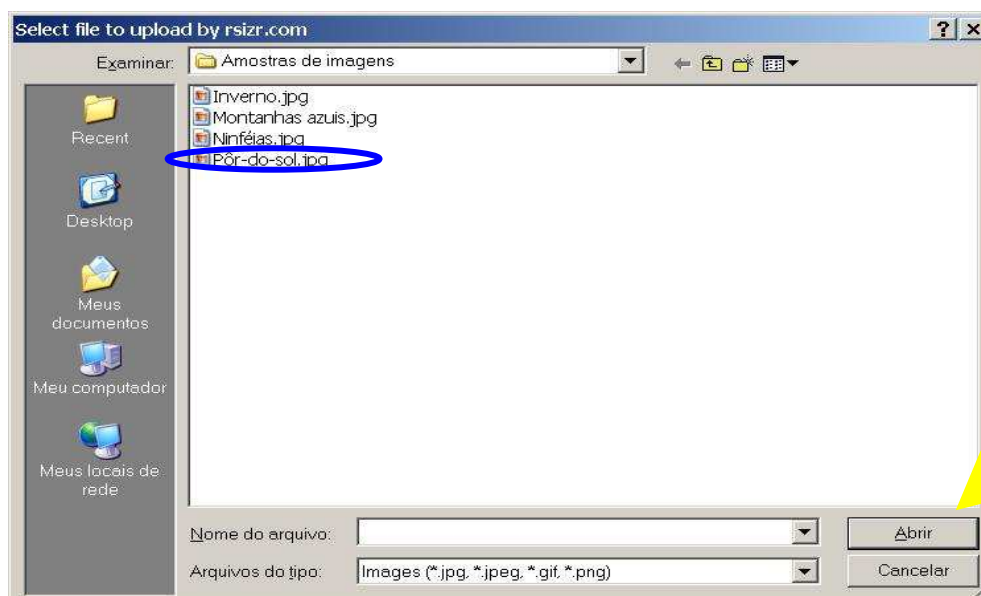 Select file to upload by rsizr.com
Examinar:
Amostras de imagens
Inverno.jpg
Montanhas azuis.jpg
Ninféias.jpg
Pôr-do-sol.jpg
Recent
Desktop
Meus
documentos
Meu computador
Meus locais de
rede
Nome do arquivo:
Abrir
Arquivos do tipo:
Images (*.jpg, *.jpeg, *.gif, *.png)
Cancelar